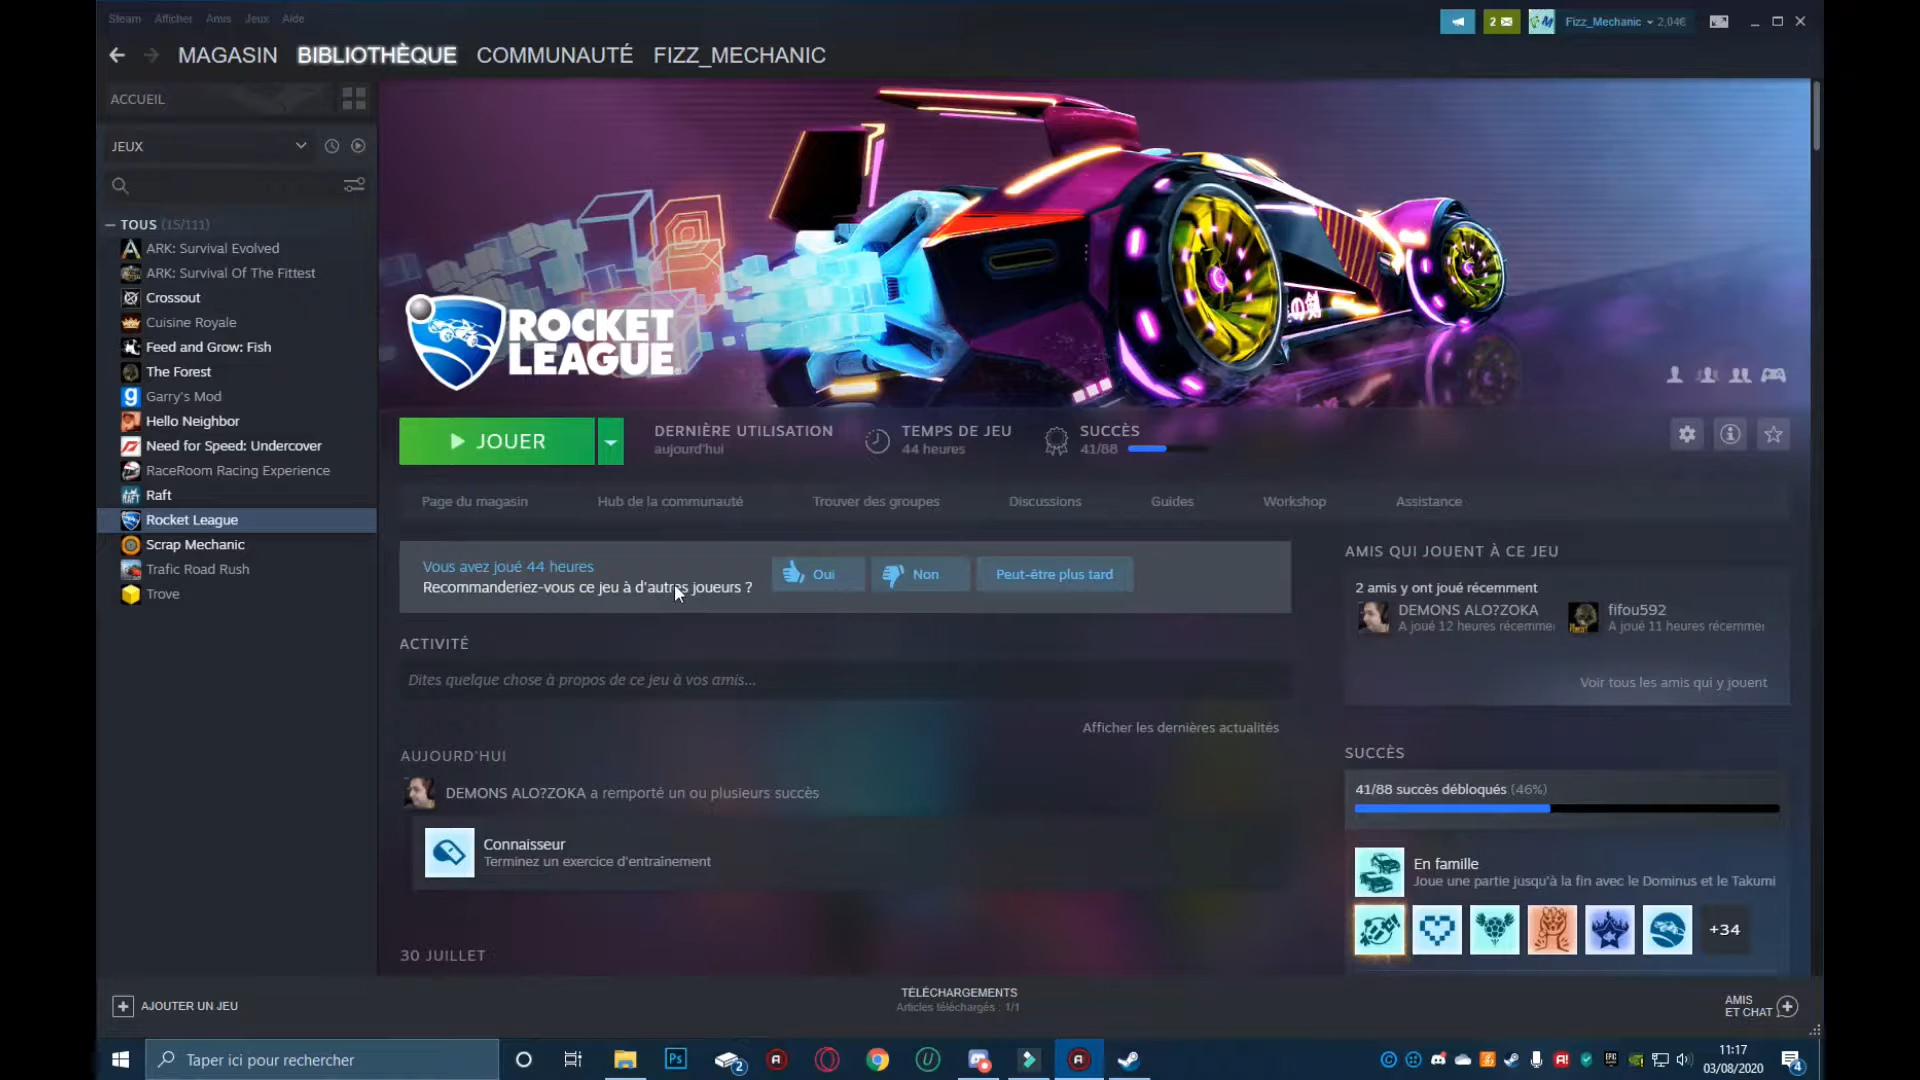 Steam Afficher Amis Jeux Aide
2
Fizz_Mechanic 2,04€
MAGASIN BIBLIOTHÈQUE COMMUNAUTÉ FIZZ_MECHANIC
ACCUEIL
JEUX
TOUS (15/111)
ARK: Survival Evolved
ARK: Survival Of The Fittest
Crossout
Cuisine Royale
Feed and Grow: Fish
The Forest
Garry's Mod
Hello Neighbor
Need for Speed: Undercover
RaceRoom Racing Experience
Raft
Rocket League
Scrap Mechanic
Trafic Road Rush
Trove
ROCKET
LEAGUE
JOUER
DERNIÈRE UTILISATION
aujourd'hui
TEMPS DE JEU
44 heures
SUCCÈS
41/88
Page du magasin Hub de la communauté Trouver des groupes Discussions Guides Workshop Assistance
Vous avez joué 44 heures
Recommanderiez-vous ce jeu à d'autres joueurs ?
Oui Non Peut-être plus tard
ACTIVITÉ
Dites quelque chose à propos de ce jeu à vos amis...
Afficher les dernières actualités
AUJOURD'HUI
DEMONS ALO?ZOKA a remporté un ou plusieurs succès
Connaisseur
Terminez un exercice d'entraînement
30 JUILLET
AMIS QUI JOUENT À CE JEU
2 amis y ont joué récemment
DEMONS ALO?ZOKA
A joué 12 heures récemme
fifou592
A joué 11 heures récemme
Voir tous les amis qui y jouent
SUCCÈS
41/88 succès débloqués (46%)
En famille
Joue une partie jusqu'à la fin avec le Dominus et le Takumi
+34
AJOUTER UN JEU
TÉLÉCHARGEMENTS
Articles téléchargés : 1/1
AMIS
ET CHAT
Taper ici pour rechercher
Ps
2
11:17
03/08/2020
4